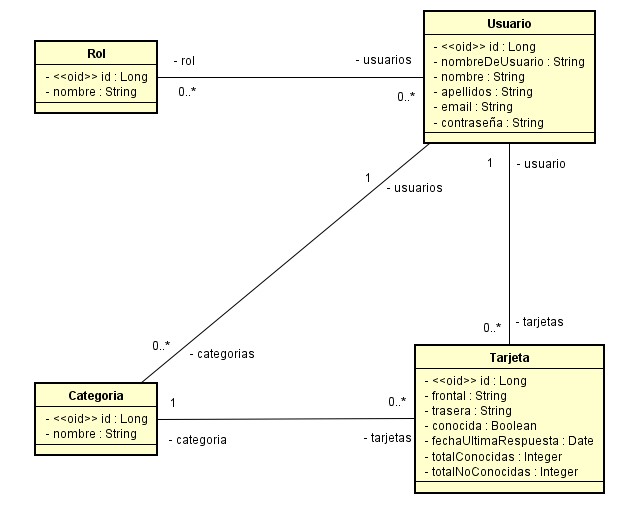 Usuario
- <<oid>> id : Long
- nombreDeUsuario : String
- nombre : String
- apellidos : String
- email : String
- contraseña : String
Rol
- <<oid>> id : Long
- nombre : String
- rol
- usuarios
0..*
0..*
1
- usuarios
1
- usuario
0..*
- categorias
0..*
- tarjetas
Categoria
- <<oid>> id : Long
- nombre : String
1
- categoria
0..*
- tarjetas
Tarjeta
- <<oid>> id : Long
- frontal : String
- trasera : String
- conocida : Boolean
- fechaUltimaRespuesta : Date
- totalConocidas : Integer
- totalNoConocidas : Integer